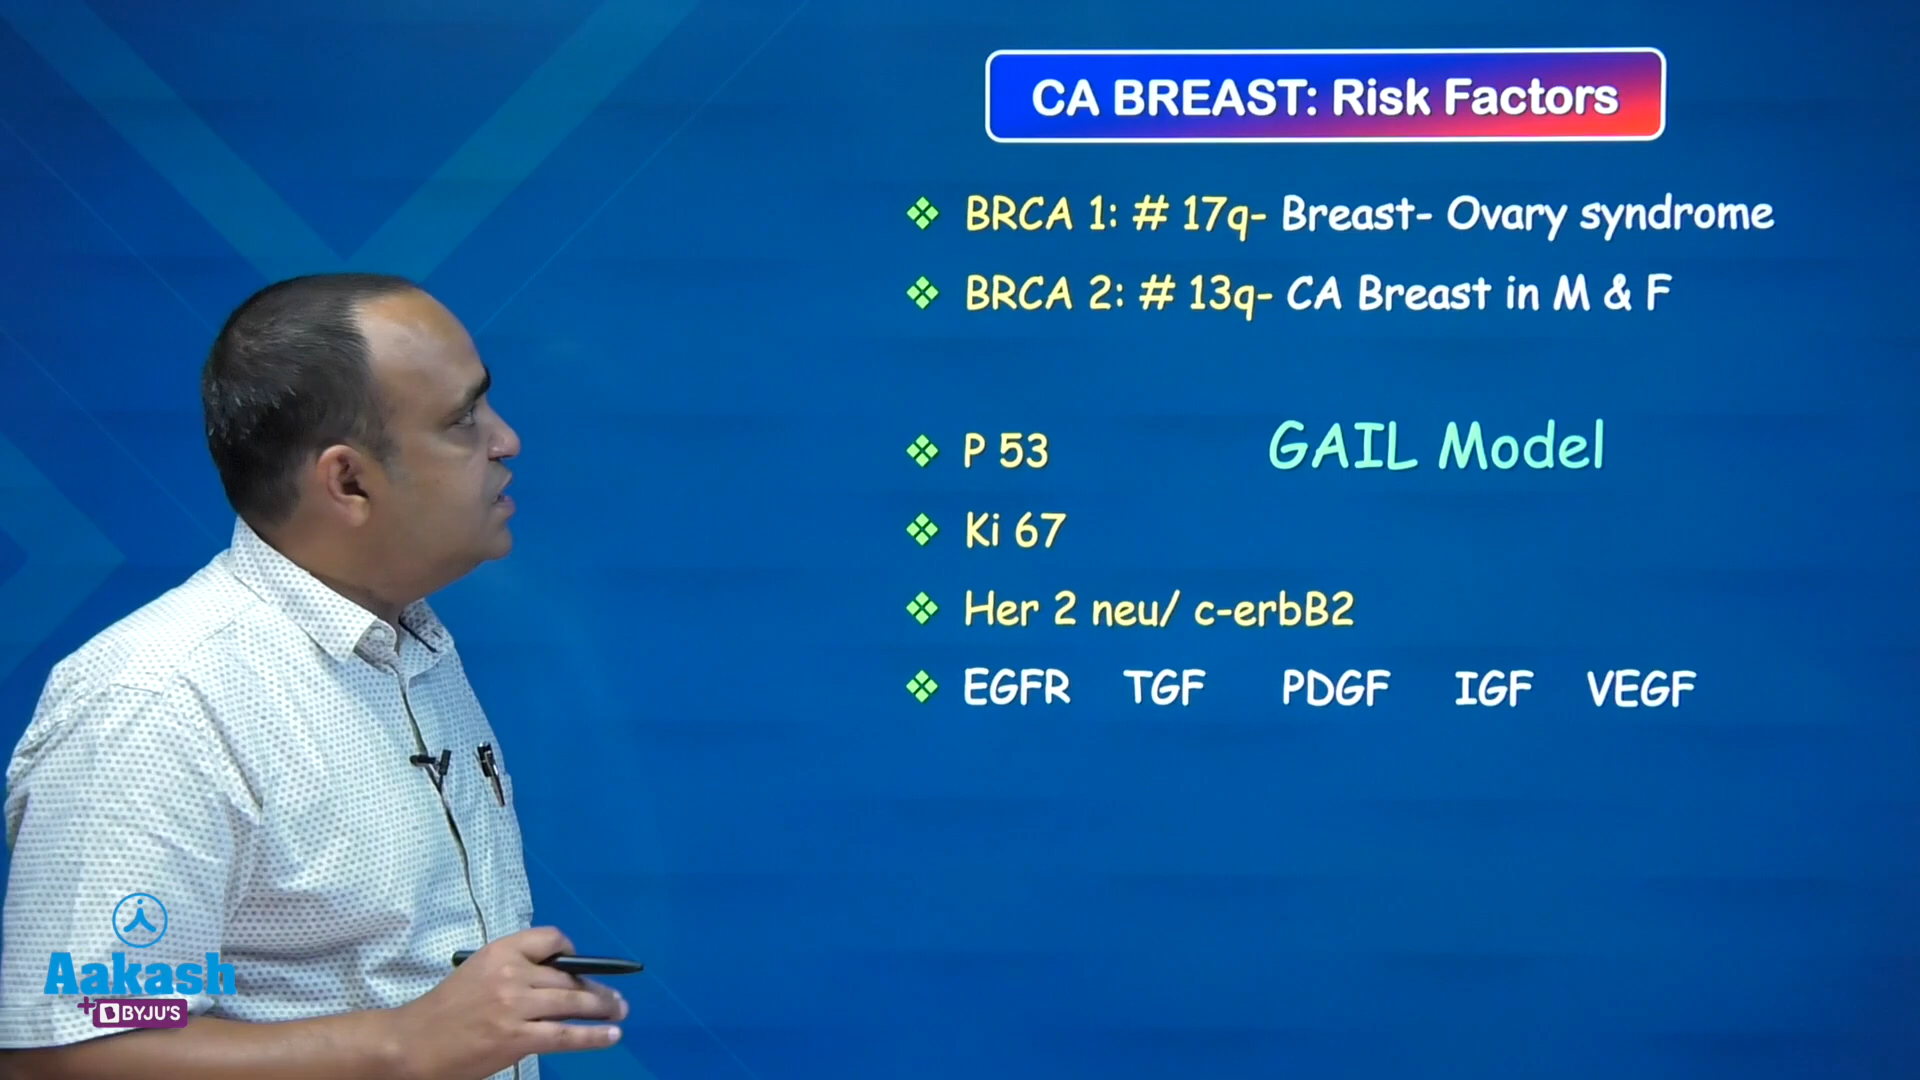 CA BREAST: Risk Factors
BRCA 1: # 17q- Breast- Ovary syndrome
BRCA 2: # 13q- CA Breast in M & F
P 53
GAIL Model
Ki 67
Her 2 neu/ c-erbB2
EGFR TGF PDGF IGF VEGF
Aakash
+ BYJU'S